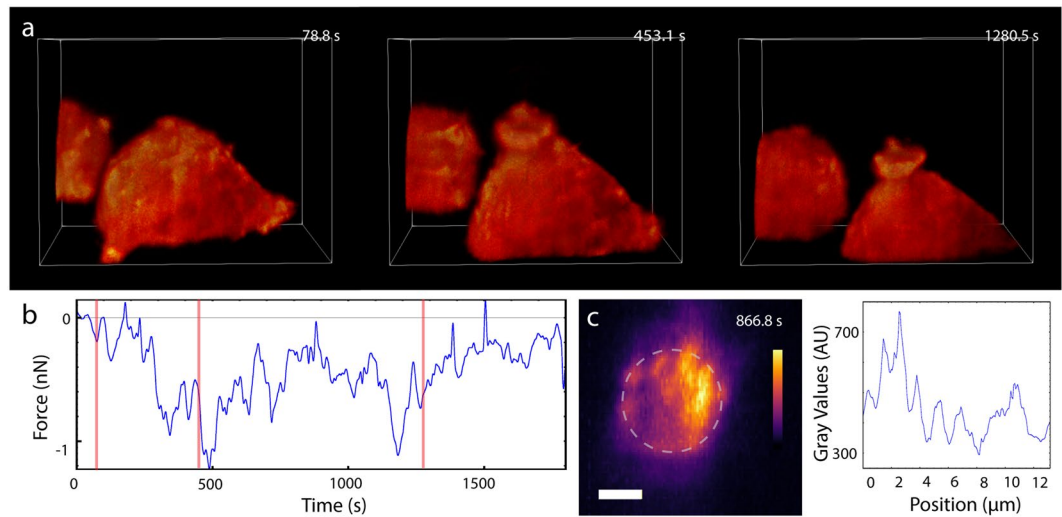 a
78.8 s
453.1 s
1280.5 s
b
0
-1
Force (nN)
0
500
1000
1500
Time (s)
c
866.8 s
700
300
Gray Values (AU)
0 2 4 6 8 10 12
Position (μm)